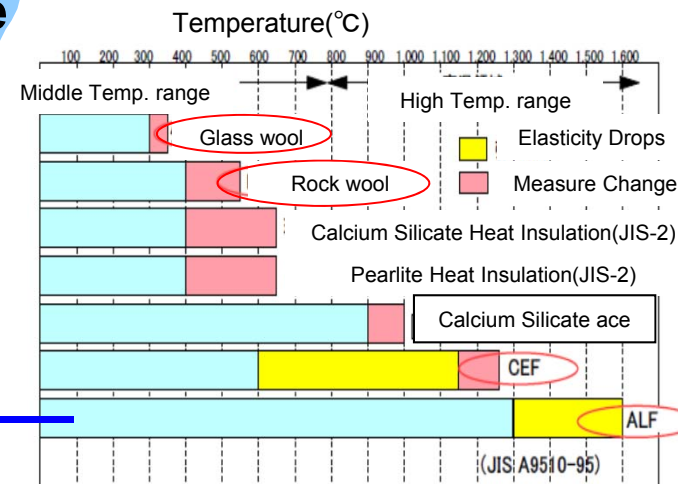 e
Temperature(℃)
100 200 300 400 500 600 700 800 900 1000 1.100 1.200 1.300 1.400 1.500 1.600
Middle Temp. range
High Temp. range
Glass wool
Elasticity Drops
Rock wool
Measure Change
Calcium Silicate Heat Insulation(JIS-2)
Pearlite Heat Insulation(JIS-2)
Calcium Silicate ace
CEF
ALF
(JIS A9510-95)